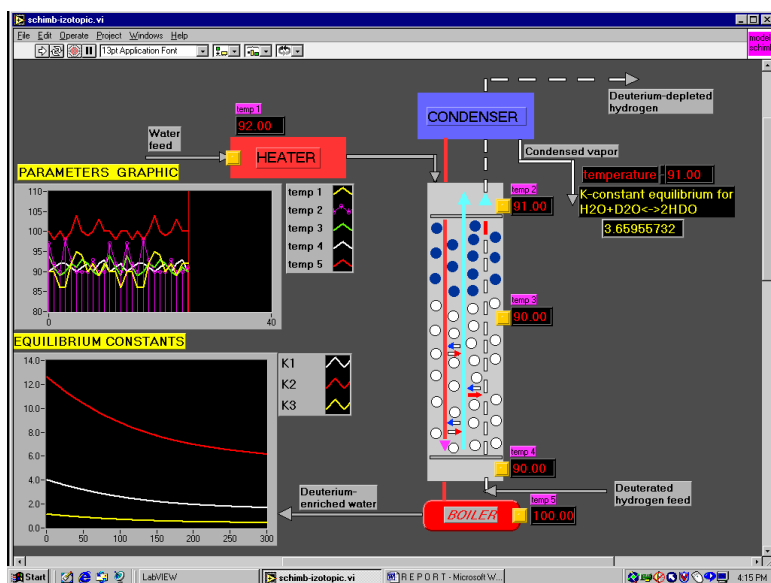 schimb-izotopic.vi
File Edit Operate Project Windows Help
13pt Application Font
model
schimb
temp 1
92.00
Water
feed
HEATER
CONDENSER
Deuterium-depleted
hydrogen
Condensed vapor
temperature 91.00
K-constant equilibrium for
H2O+D2O<->2HDO
3.65955732
temp 2
91.00
temp 3
90.00
temp 4
90.00
temp 5
100.00
Deuterated
hydrogen feed
BOILER
Deuterium-
enriched water
PARAMETERS GRAPHIC
110
105
100
95
90
85
80
0
40
temp 1
temp 2
temp 3
temp 4
temp 5
EQUILIBRIUM CONSTANTS
14.0
12.0
10.0
8.0
6.0
4.0
2.0
0.0
0 50 100 150 200 250 300
K1
K2
K3
Start
LabVIEW
schimb-izotopic.vi
R E P O R T - Microsoft W...
4:15 PM